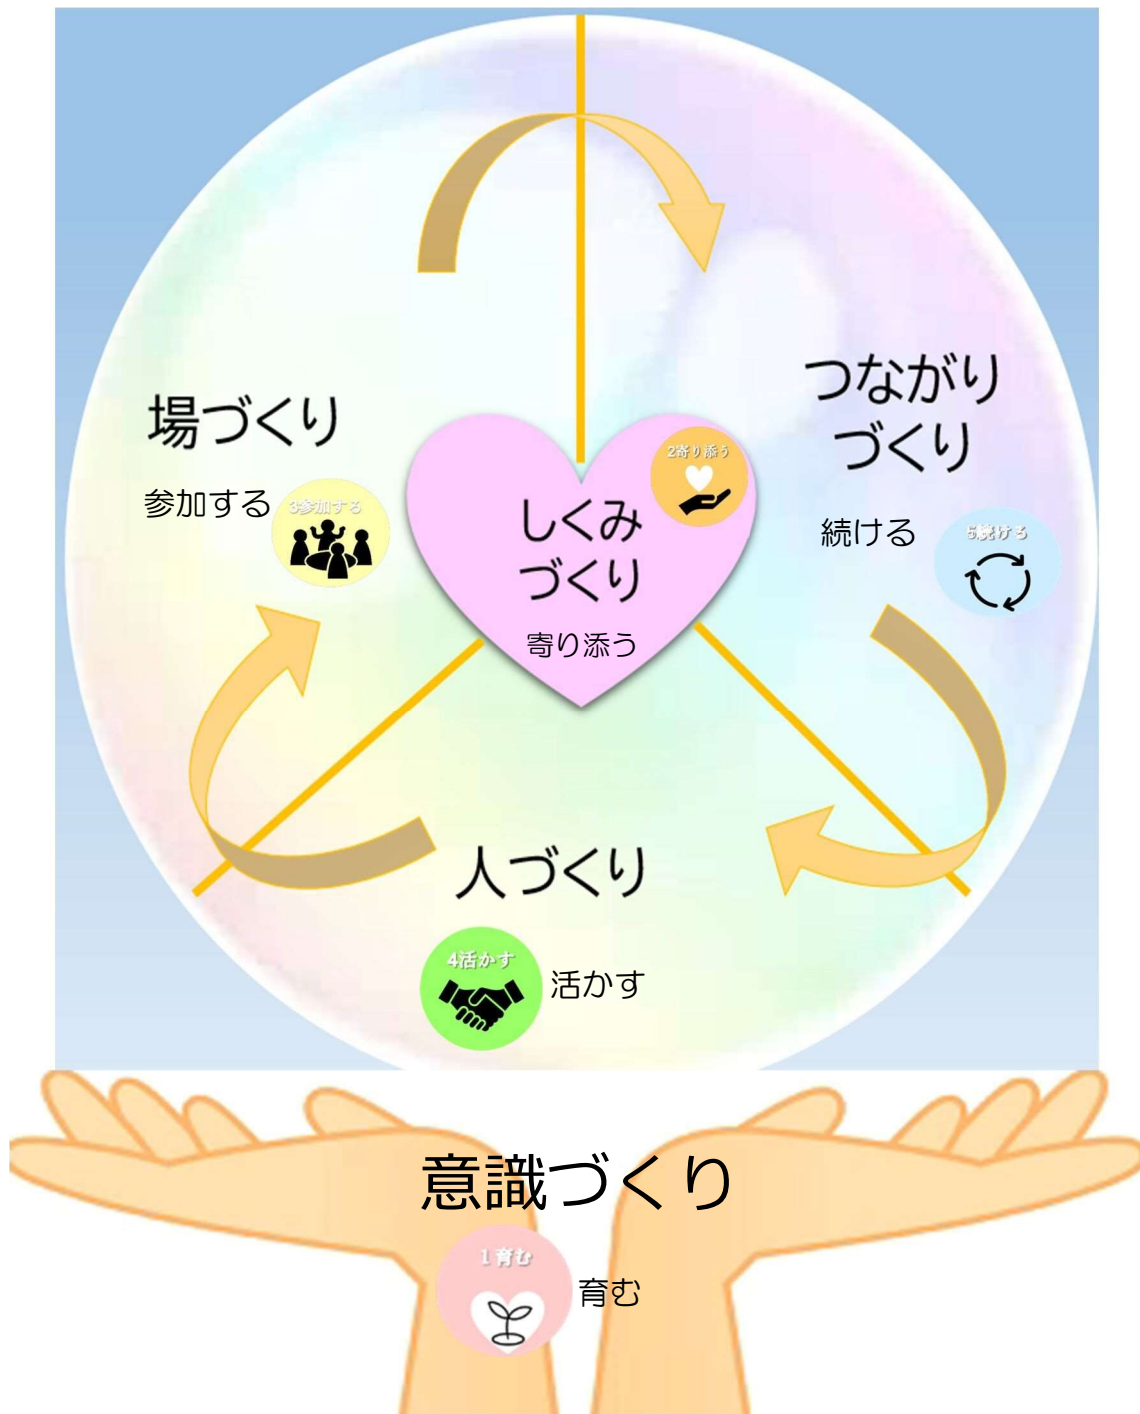 つながり
づくり
場づくり
2寄り添う
参加する
3参加する
しくみ
づくり
続ける
5続ける
寄り添う
人づくり
4活かす
活かす
意識づくり
1育む
育む